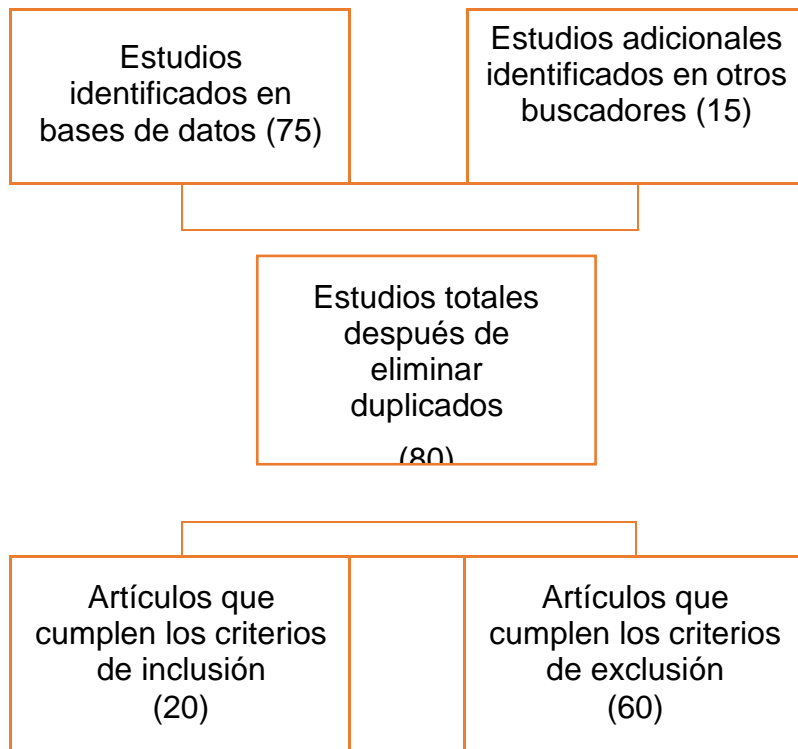 Estudios
identificados en
bases de datos (75)
Estudios adicionales
identificados en otros
buscadores (15)
Estudios totales
después de
eliminar
duplicados
(80)
Artículos que
cumplen los criterios
de inclusión
(20)
Artículos que
cumplen los criterios
de exclusión
(60)